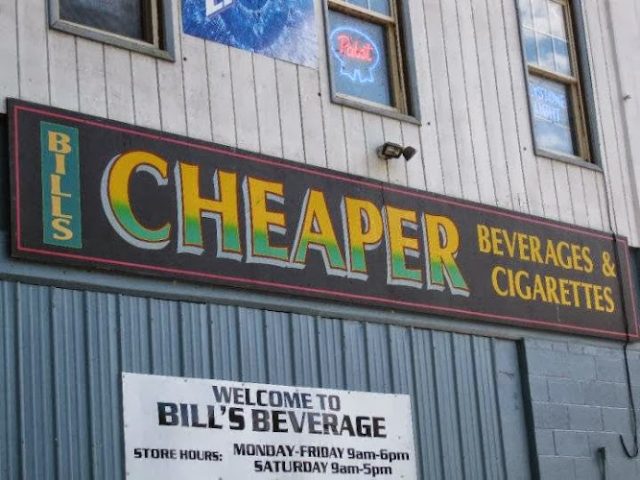 Pabst
BILL'S
CHEAPER
BEVERAGES &
CIGARETTES
WELCOME TO
BILL'S BEVERAGE
STORE HOURS: MONDAY-FRIDAY 9am-6pm
SATURDAY 9am-5pm